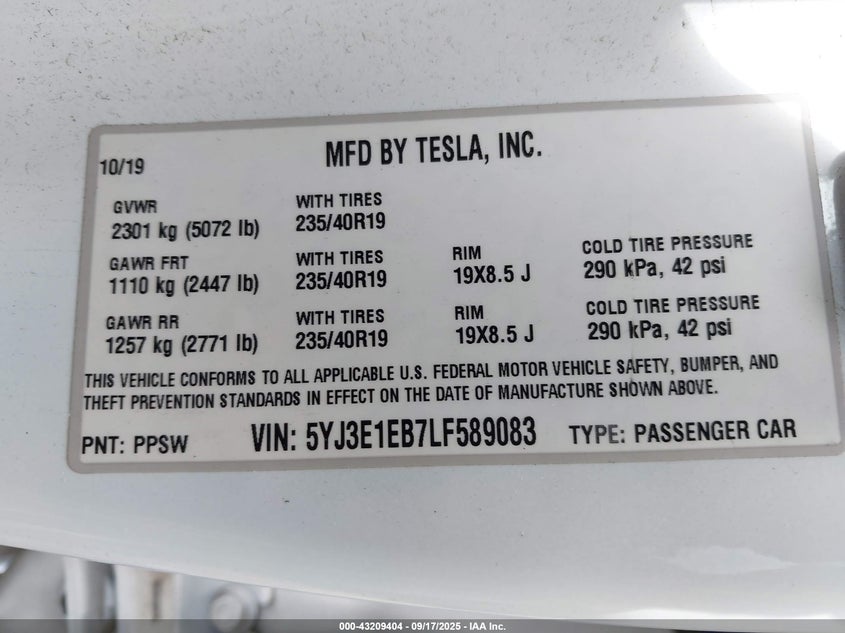 10/19 MFD BY TESLA, INC.
GVWR WITH TIRES
2301 kg (5072 lb) 235/40R19
GAWR FRT WITH TIRES RIM COLD TIRE PRESSURE
1110 kg (2447 lb) 235/40R19 19X8.5 J 290 kPa, 42 psi
GAWR RR WITH TIRES RIM COLD TIRE PRESSURE
1257 kg (2771 lb) 235/40R19 19X8.5 J 290 kPa, 42 psi
THIS VEHICLE CONFORMS TO ALL APPLICABLE U.S. FEDERAL MOTOR VEHICLE SAFETY, BUMPER, AND
THEFT PREVENTION STANDARDS IN EFFECT ON THE DATE OF MANUFACTURE SHOWN ABOVE.
PNT: PPSW VIN: 5YJ3E1EB7LF589083 TYPE: PASSENGER CAR
000-43209404 - 09/17/2025 - IAA Inc.